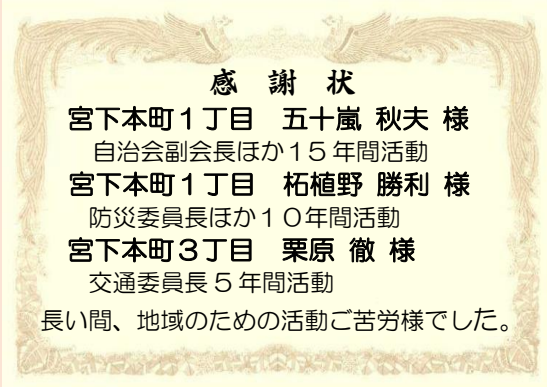 感　謝　状
宮下本町１丁目　五十嵐 秋夫 様
自治会副会長ほか１５年間活動
宮下本町１丁目　柘植野 勝利 様
防災委員長ほか１０年間活動
宮下本町３丁目　栗原 徹 様
交通委員長５年間活動
長い間、地域のための活動ご苦労様でした。